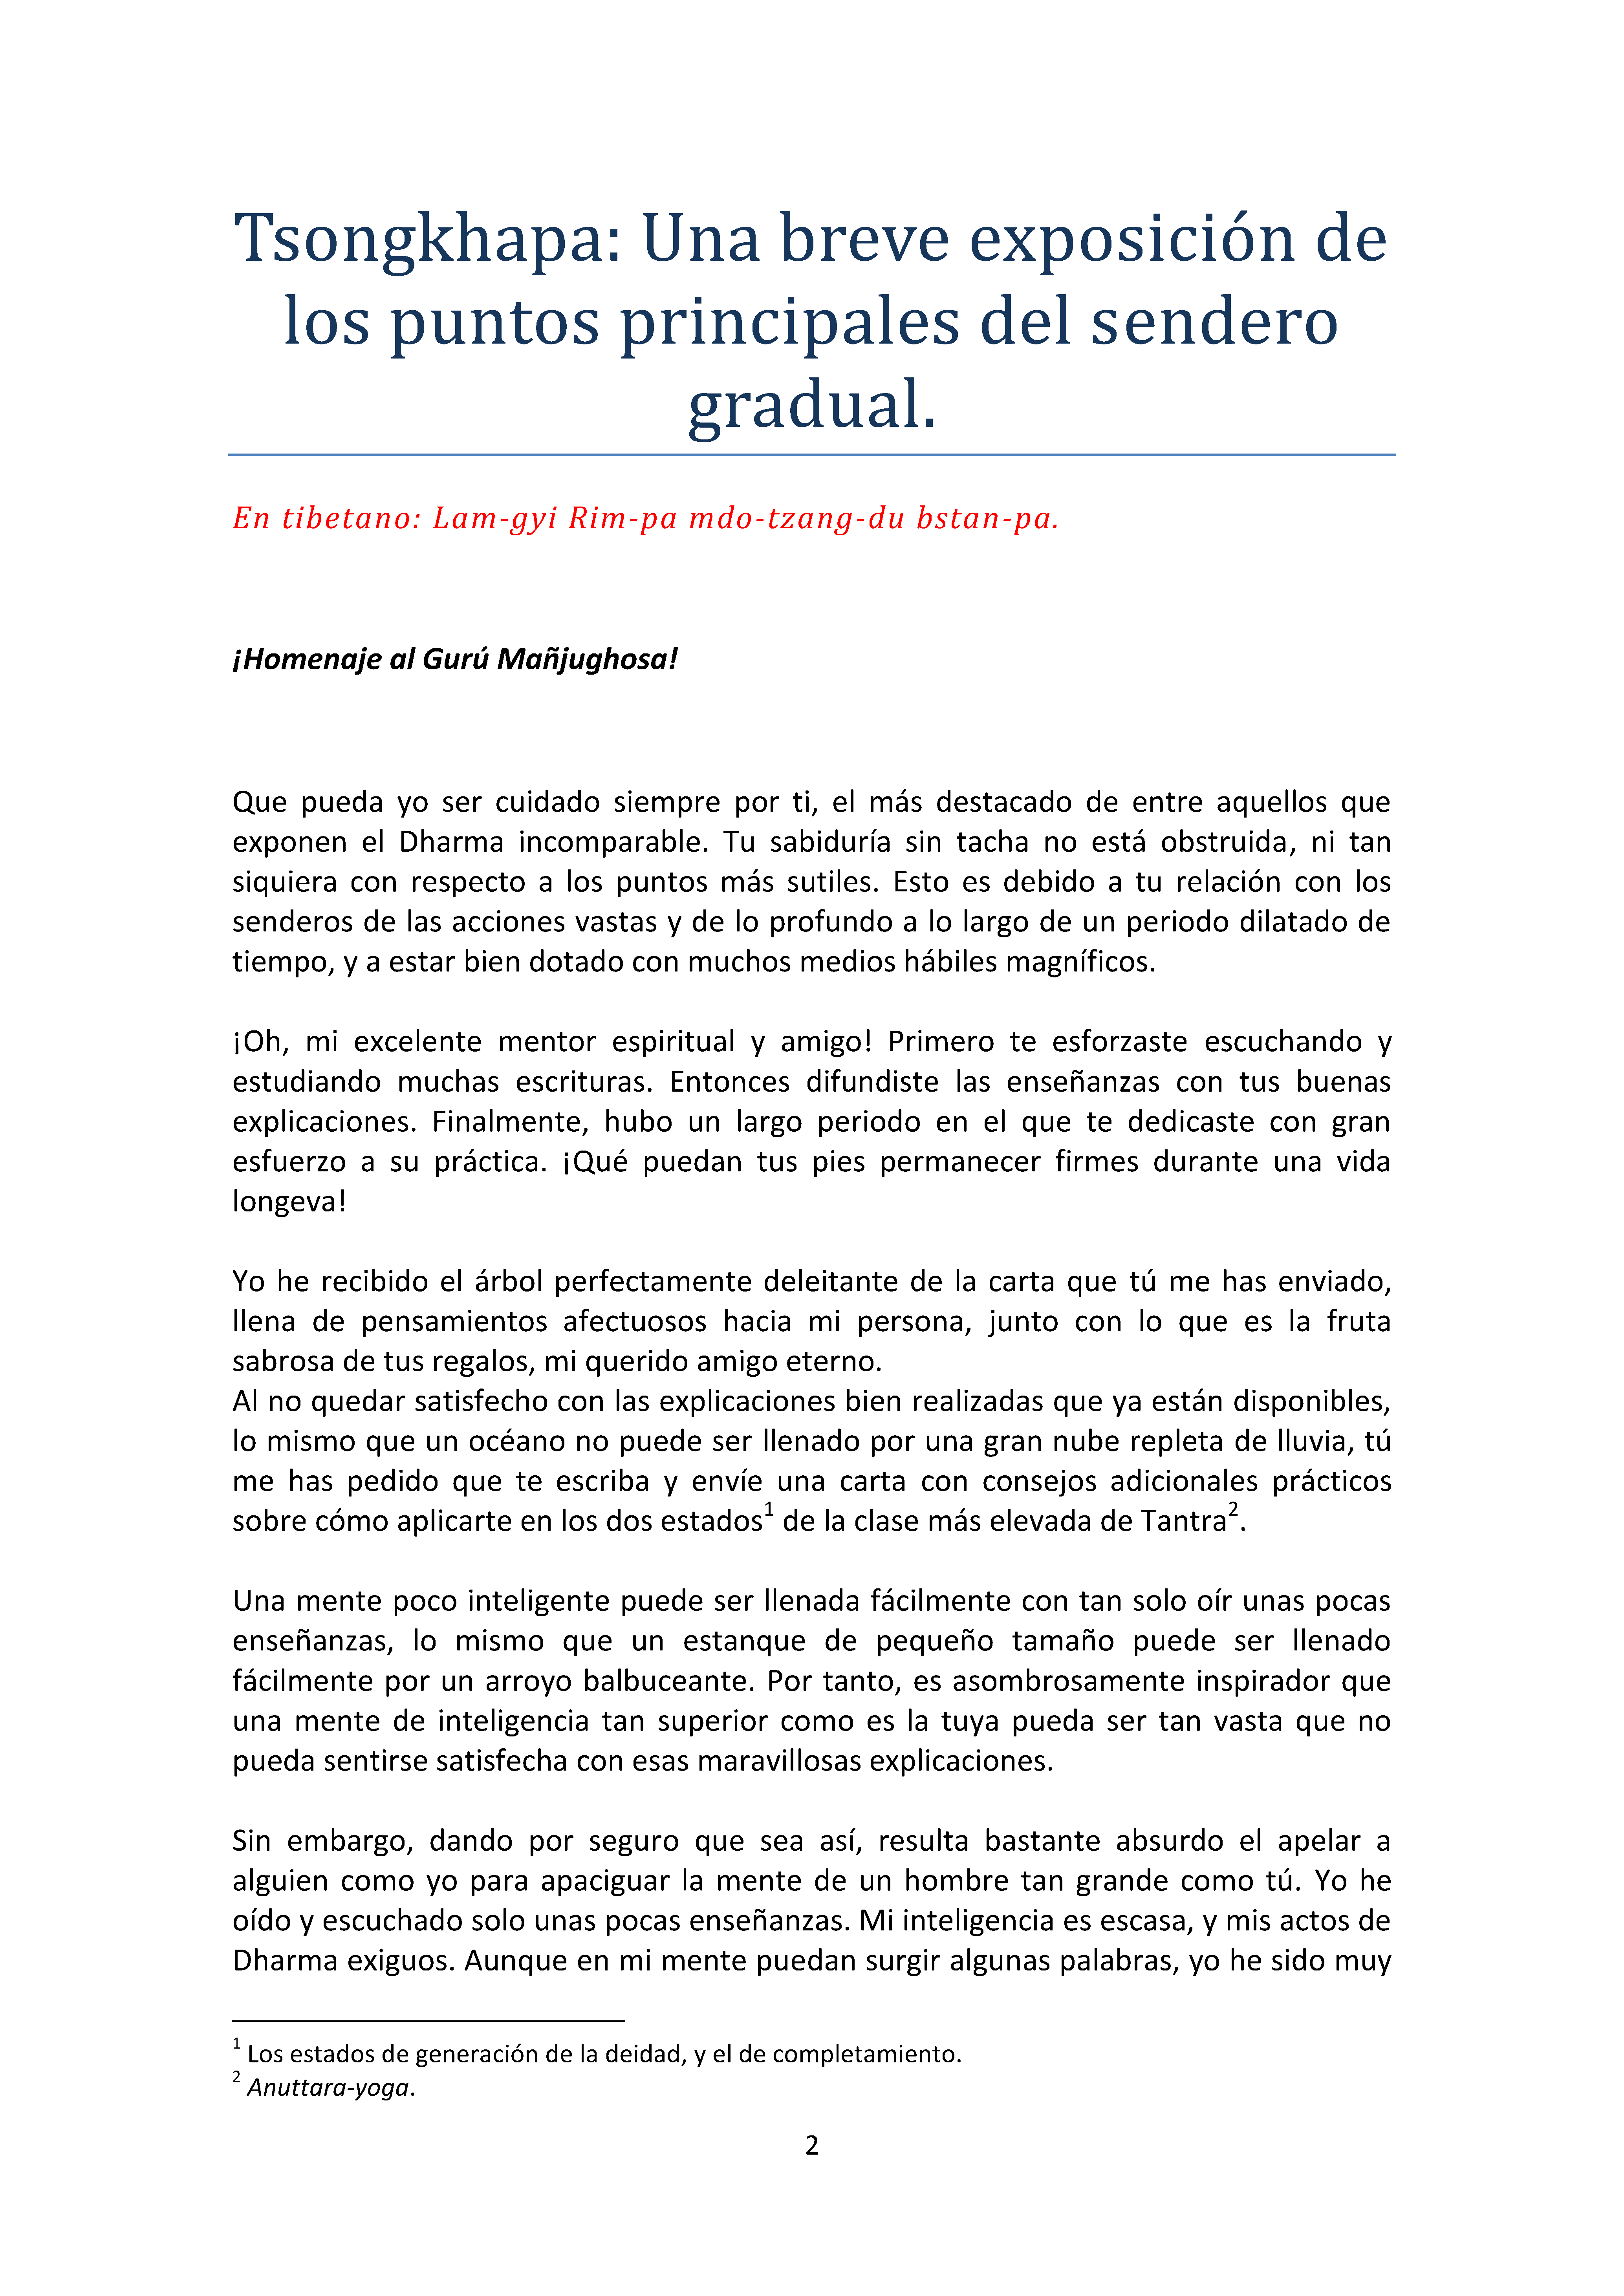 Tsongkhapa: Una breve exposición de
los puntos principales del sendero
gradual.
En tibetano: Lam-gyi Rim-pa mdo-tzang-du bstan-pa.
¡Homenaje al Gurú Mañjughosa!
Que pueda yo ser cuidado siempre por ti, el más destacado de entre aquellos que
exponen el Dharma incomparable. Tu sabiduría sin tacha no está obstruida, ni tan
siquiera con respecto a los puntos más sutiles. Esto es debido a tu relación con los
senderos de las acciones vastas y de lo profundo a lo largo de un periodo dilatado de
tiempo, y a estar bien dotado con muchos medios hábiles magníficos.
¡Oh, mi excelente mentor espiritual y amigo! Primero te esforzaste escuchando y
estudiando muchas escrituras. Entonces difundiste las enseñanzas con tus buenas
explicaciones. Finalmente, hubo un largo periodo en el que te dedicaste con gran
esfuerzo a su práctica. ¡Qué puedan tus pies permanecer firmes durante una vida
longeva!
Yo he recibido el árbol perfectamente deleitante de la carta que tú me has enviado,
llena de pensamientos afectuosos hacia mi persona, junto con lo que es la fruta
sabrosa de tus regalos, mi querido amigo eterno.
Al no quedar satisfecho con las explicaciones bien realizadas que ya están disponibles,
lo mismo que un océano no puede ser llenado por una gran nube repleta de lluvia, tú
me has pedido que te escriba y envíe una carta con consejos adicionales prácticos
sobre cómo aplicarte en los dos estados1 de la clase más elevada de Tantra2.
Una mente poco inteligente puede ser llenada fácilmente con tan solo oír unas pocas
enseñanzas, lo mismo que un estanque de pequeño tamaño puede ser llenado
fácilmente por un arroyo balbuceante. Por tanto, es asombrosamente inspirador que
una mente de inteligencia tan superior como es la tuya pueda ser tan vasta que no
pueda sentirse satisfecha con esas maravillosas explicaciones.
Sin embargo, dando por seguro que sea así, resulta bastante absurdo el apelar a
alguien como yo para apaciguar la mente de un hombre tan grande como tú. Yo he
oído y escuchado solo unas pocas enseñanzas. Mi inteligencia es escasa, y mis actos de
Dharma exiguos. Aunque en mi mente puedan surgir algunas palabras, yo he sido muy
1 Los estados de generación de la deidad, y el de completamiento.
2 Anuttara-yoga.
2